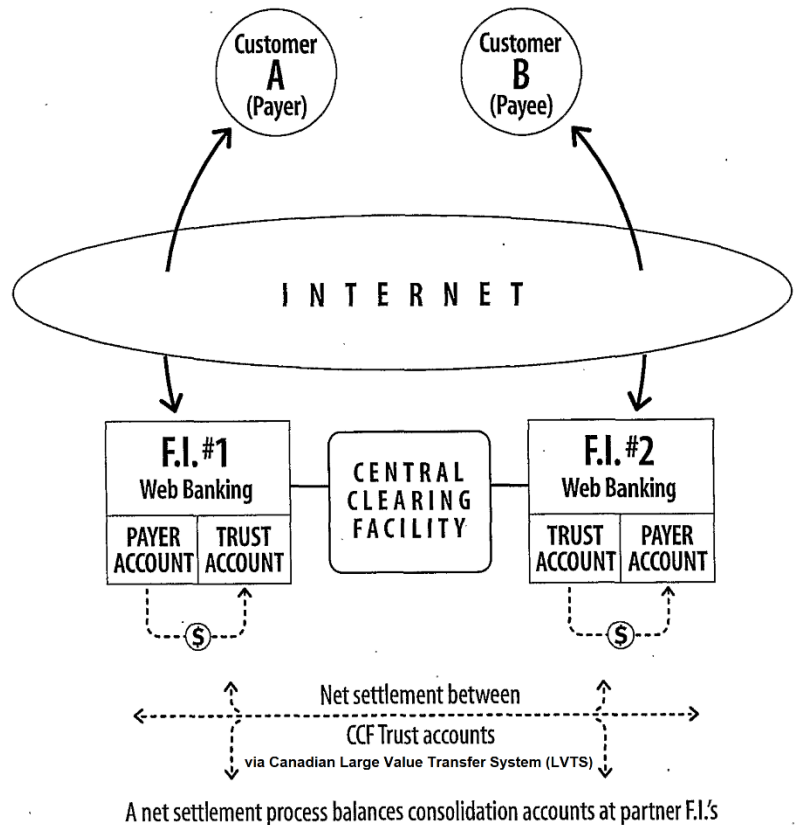 Customer
A
(Payer)
Customer
B
(Payee)
INTERNET
F.I. #1
Web Banking
PAYER
ACCOUNT
TRUST
ACCOUNT
CENTRAL
CLEARING
FACILITY
F.I. #2
Web Banking
TRUST
ACCOUNT
PAYER
ACCOUNT
$
$
Net settlement between
CCF Trust accounts
via Canadian Large Value Transfer System (LVTS)
A net settlement process balances consolidation accounts at partner F.I.'s